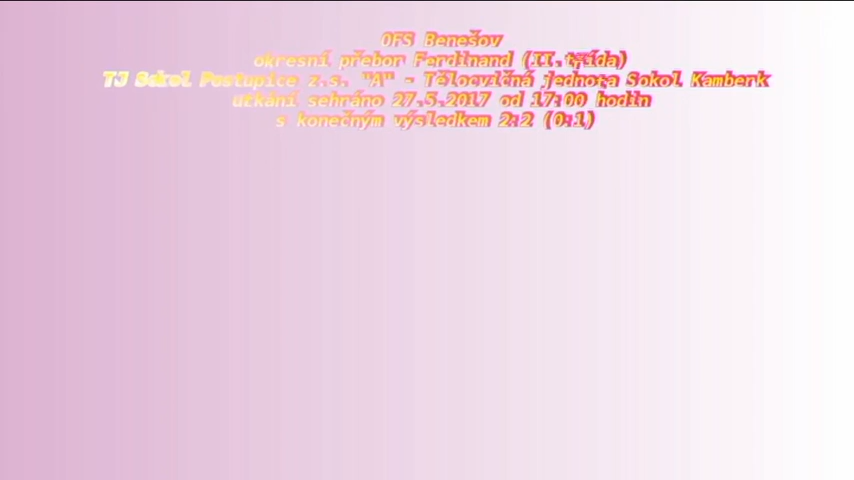 OFS Benešov
okresní přebor Ferdinand (II.třída)
TJ Sokol Postupice z.s. "A" - Tělocvičná jednota Sokol Kamberk
utkání sehráno 27.5.2017 od 17:00 hodin
s konečným výsledkem 2:2 (0:1)